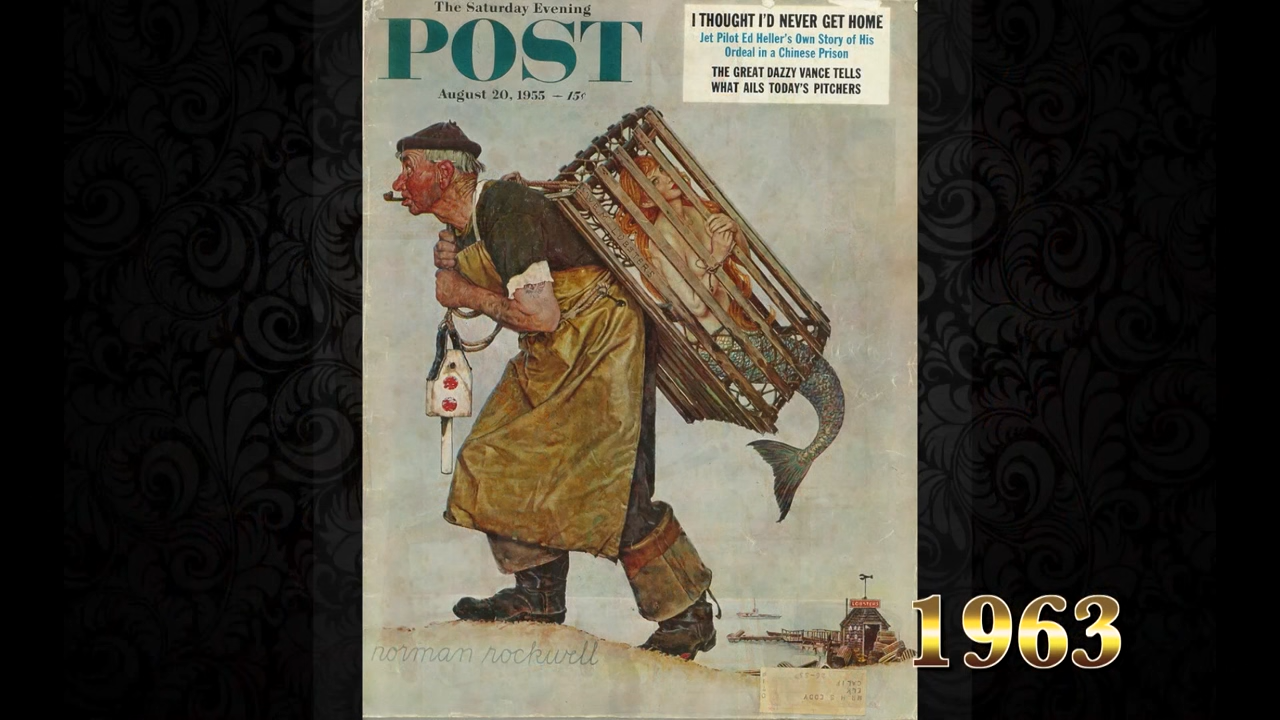 The Saturday Evening
POST
August 20, 1955 – 15¢
I THOUGHT I'D NEVER GET HOME
Jet Pilot Ed Heller's Own Story of His
Ordeal in a Chinese Prison
THE GREAT DAZZY VANCE TELLS
WHAT AILS TODAY'S PITCHERS
LOBSTERS
norman rockwell
1963